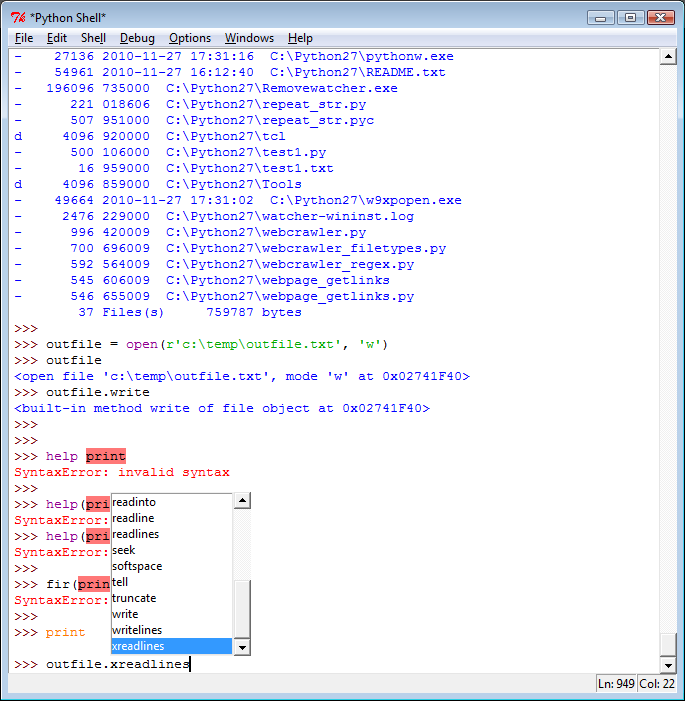 *Python Shell*
File Edit Shell Debug Options Windows Help
- 27136 2010-11-27 17:31:16 C:\Python27\pythonw.exe
- 54961 2010-11-27 16:12:40 C:\Python27\README.txt
- 196096 735000 C:\Python27\Removewatcher.exe
- 221 018606 C:\Python27\repeat_str.py
- 507 951000 C:\Python27\repeat_str.pyc
d 4096 920000 C:\Python27\tcl
- 500 106000 C:\Python27\test1.py
- 16 959000 C:\Python27\test1.txt
d 4096 859000 C:\Python27\Tools
- 49664 2010-11-27 17:31:02 C:\Python27\w9xpopen.exe
- 2476 229000 C:\Python27\watcher-wininst.log
- 996 420009 C:\Python27\webcrawler.py
- 700 696009 C:\Python27\webcrawler_filetypes.py
- 592 564009 C:\Python27\webcrawler_regex.py
- 545 606009 C:\Python27\webpage_getlinks
- 546 655009 C:\Python27\webpage_getlinks.py
37 Files(s) 759787 bytes
>>>
>>> outfile = open(r'c:\temp\outfile.txt', 'w')
>>> outfile
<open file 'c:\temp\outfile.txt', mode 'w' at 0x02741F40>
>>> outfile.write
<built-in method write of file object at 0x02741F40>
>>>
>>>
>>> help print
SyntaxError: invalid syntax
>>>
>>> help(pri
SyntaxError:
>>> help(pri
SyntaxError:
>>>
>>> fir(prin
SyntaxError:
>>>
>>> print
readinto
readline
readlines
seek
softspace
tell
truncate
write
writelines
xreadlines
>>> outfile.xreadlines
Ln: 949 Col: 22